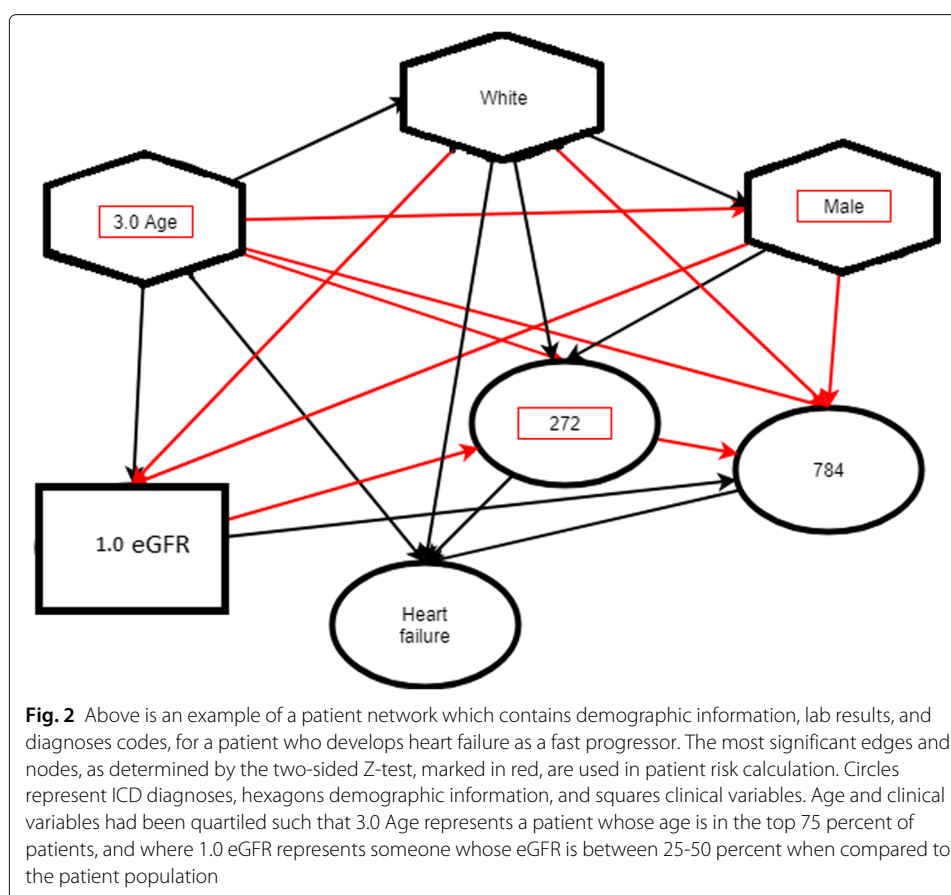 White
3.0 Age
Male
272
784
1.0 eGFR
Heart
failure
Fig. 2 Above is an example of a patient network which contains demographic information, lab results, and
diagnoses codes, for a patient who develops heart failure as a fast progressor. The most significant edges and
nodes, as determined by the two-sided Z-test, marked in red, are used in patient risk calculation. Circles
represent ICD diagnoses, hexagons demographic information, and squares clinical variables. Age and clinical
variables had been quartiled such that 3.0 Age represents a patient whose age is in the top 75 percent of
patients, and where 1.0 eGFR represents someone whose eGFR is between 25-50 percent when compared to
the patient population